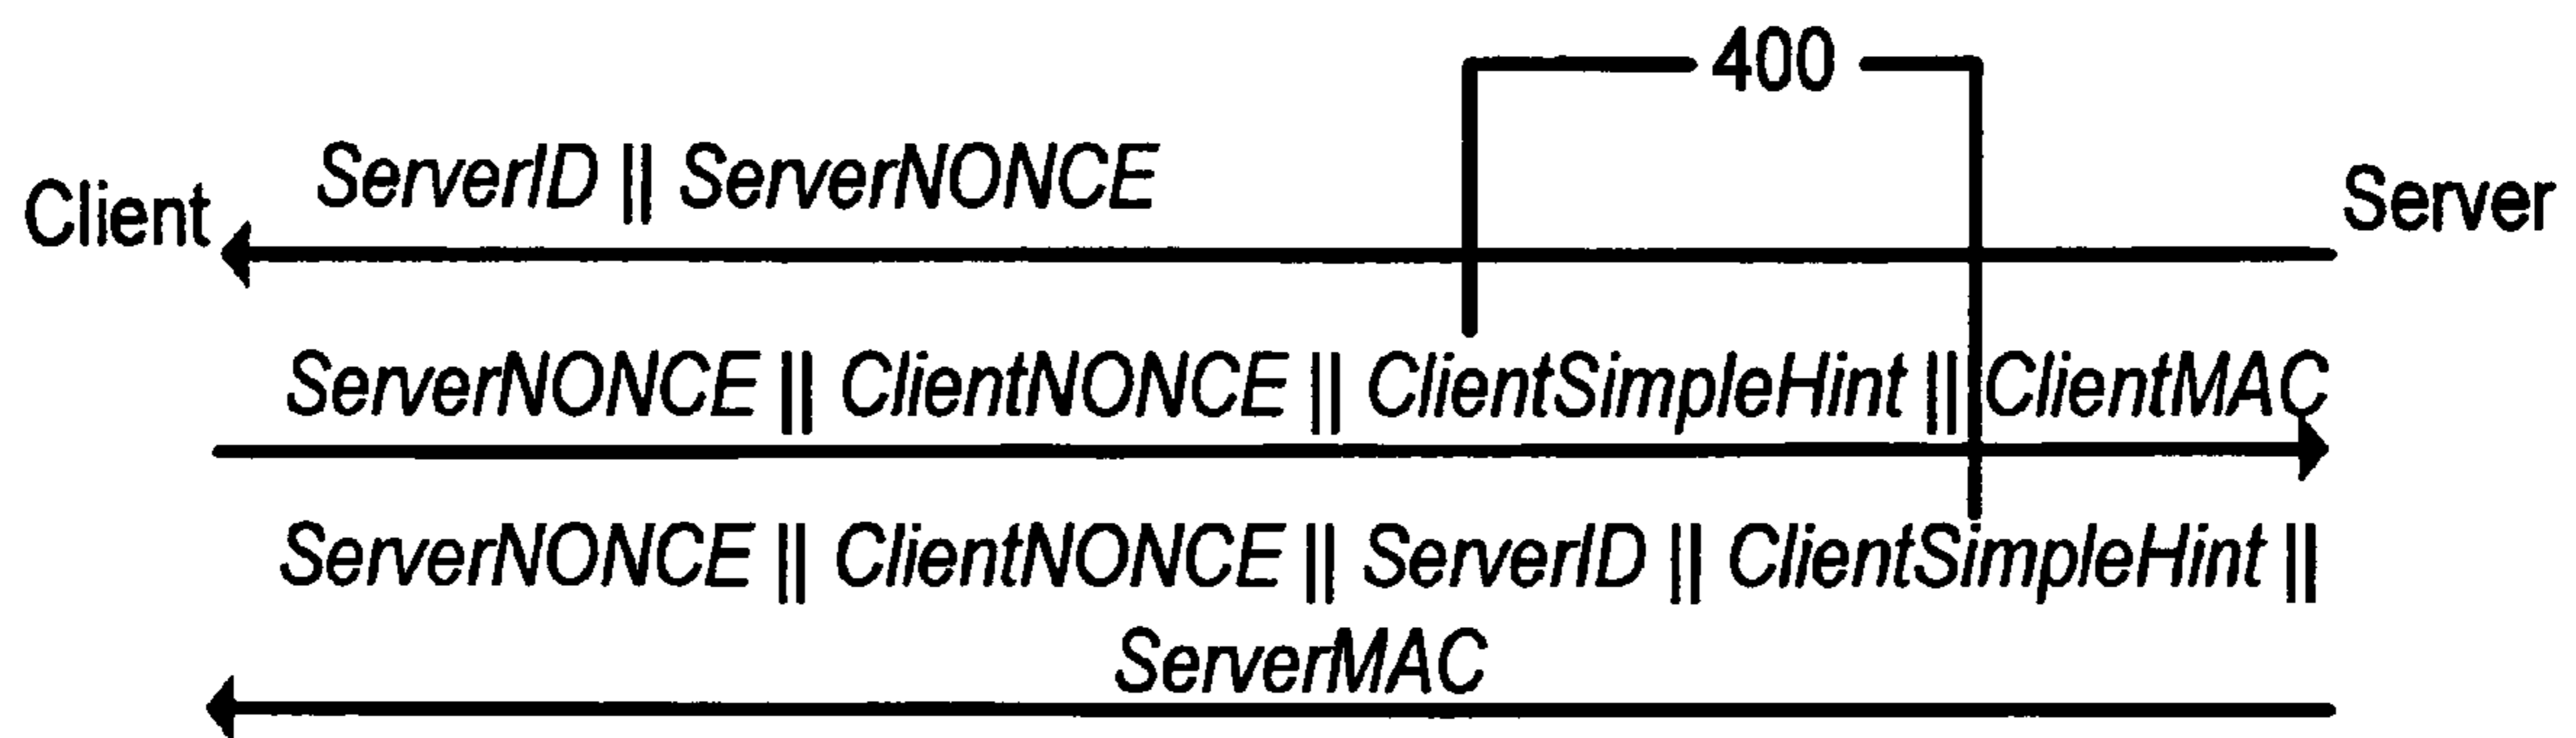 400
ServerID || ServerNONCE
Client
Server
ServerNONCE || ClientNONCE || ClientSimpleHint || ClientMAC
ServerNONCE || ClientNONCE || ServerID || ClientSimpleHint ||
ServerMAC